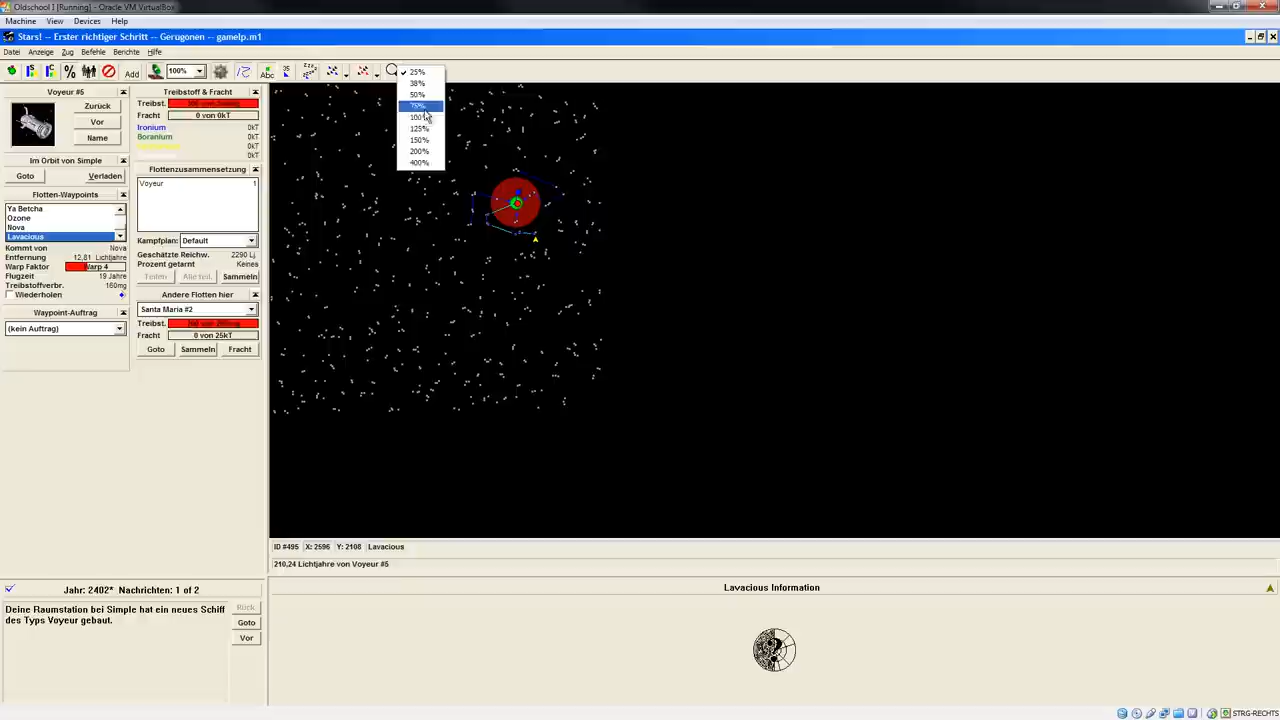 Oldschool I [Running] - Oracle VM VirtualBox
Machine View Devices Help
Stars! -- Erster richtiger Schritt -- Gerugonen -- gamelp.m1
Datei Anzeige Zug Befehle Berichte Hilfe
Add 100% Abc 35
25%
38%
50%
75%
100%
125%
150%
200%
400%
Voyeur #5
Zurück
Vor
Name
Im Orbit von Simple
Goto Verladen
Flotten-Waypoints
Ya Betcha
Ozone
Nova
Lavacious
Kommt von Nova
Entfernung 12,81 Lichtjahre
Warp Faktor Warp 4
Flugzeit 19 Jahre
Treibstoffverbr. 160mg
Wiederholen
Waypoint-Auftrag
(kein Auftrag)
Treibstoff & Fracht
Treibst.
Fracht 0 von 0kT
Ironium 0kT
Boranium 0kT
0kT
0kT
Flottenzusammensetzung
Voyeur 1
Kampfplan: Default
Geschätzte Reichw. 2290 Lj.
Prozent getarnt Keines
Teilen Alle teil. Sammeln
Andere Flotten hier
Santa Maria #2
Treibst.
Fracht 0 von 25kT
Goto Sammeln Fracht
ID #495 X: 2596 Y: 2108 Lavacious
210,24 Lichtjahre von Voyeur #5
Jahr: 2402* Nachrichten: 1 of 2
Deine Raumstation bei Simple hat ein neues Schiff
des Typs Voyeur gebaut.
Rück
Goto
Vor
Lavacious Information
STRG-RECHTS